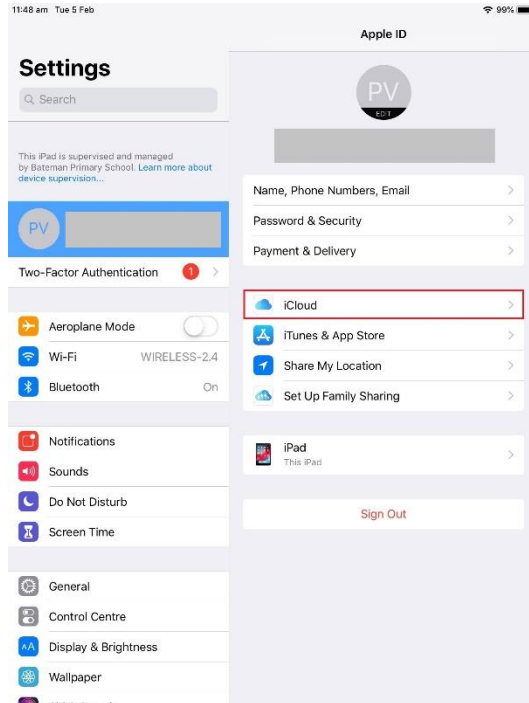 11:48 am Tue 5 Feb
99%
Settings
Search
This iPad is supervised and managed
by Bateman Primary School. Learn more about
device supervision...
PV
Two-Factor Authentication 1
Aeroplane Mode
Wi-Fi WIRELESS-2.4
Bluetooth On
Notifications
Sounds
Do Not Disturb
Screen Time
General
Control Centre
AA Display & Brightness
Wallpaper
Apple ID
PV
EDIT
Name, Phone Numbers, Email
Password & Security
Payment & Delivery
iCloud
iTunes & App Store
Share My Location
Set Up Family Sharing
iPad
This iPad
Sign Out